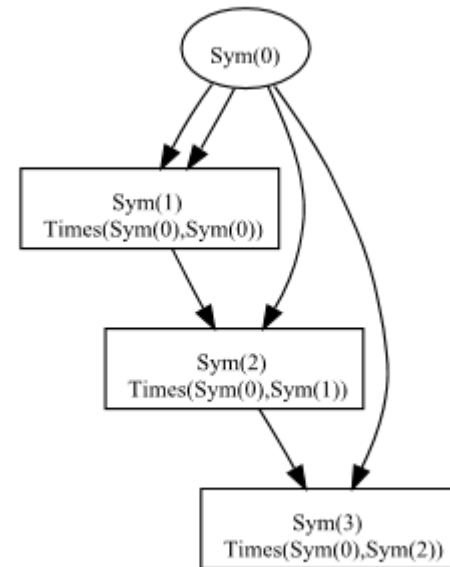 Sym(0)
Sym(1)
Times(Sym(0),Sym(0))
Sym(2)
Times(Sym(0),Sym(1))
Sym(3)
Times(Sym(0),Sym(2))